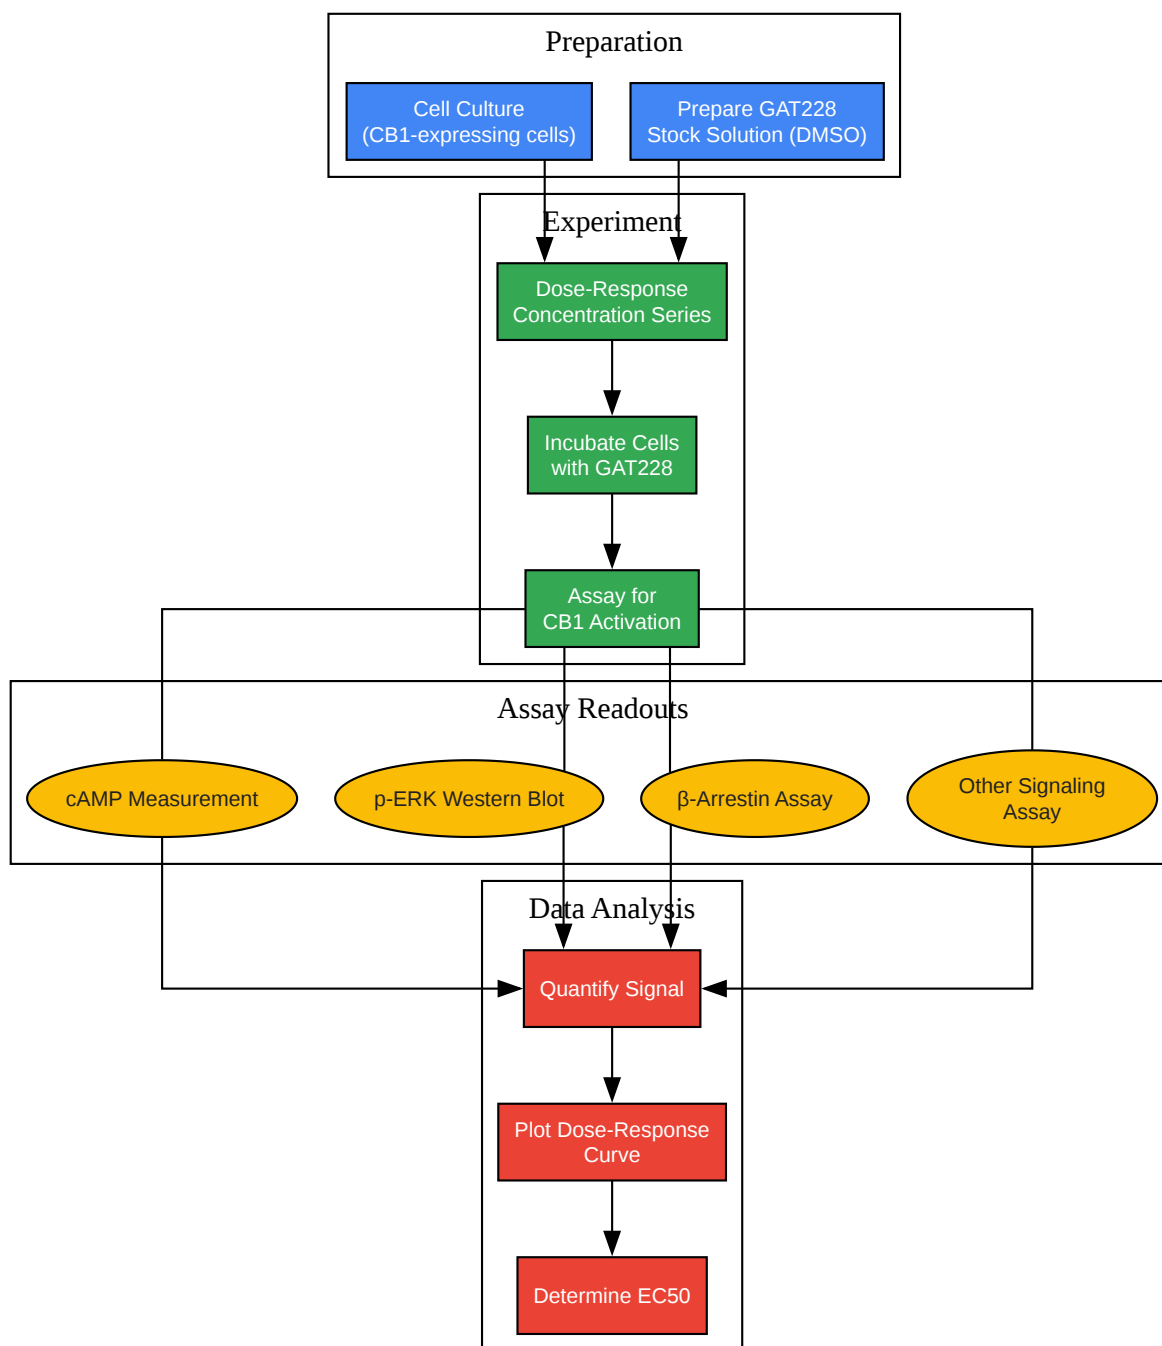 Preparation
Cell Culture
(CB1-expressing cells)
Prepare GAT228
Stock Solution (DMSO)
Experiment
Dose-Response
Concentration Series
Incubate Cells
with GAT228
Assay for
CB1 Activation
Assay Readouts
cAMP Measurement
p-ERK Western Blot
β-Arrestin Assay
Other Signaling
Assay
Data Analysis
Quantify Signal
Plot Dose-Response
Curve
Determine EC50